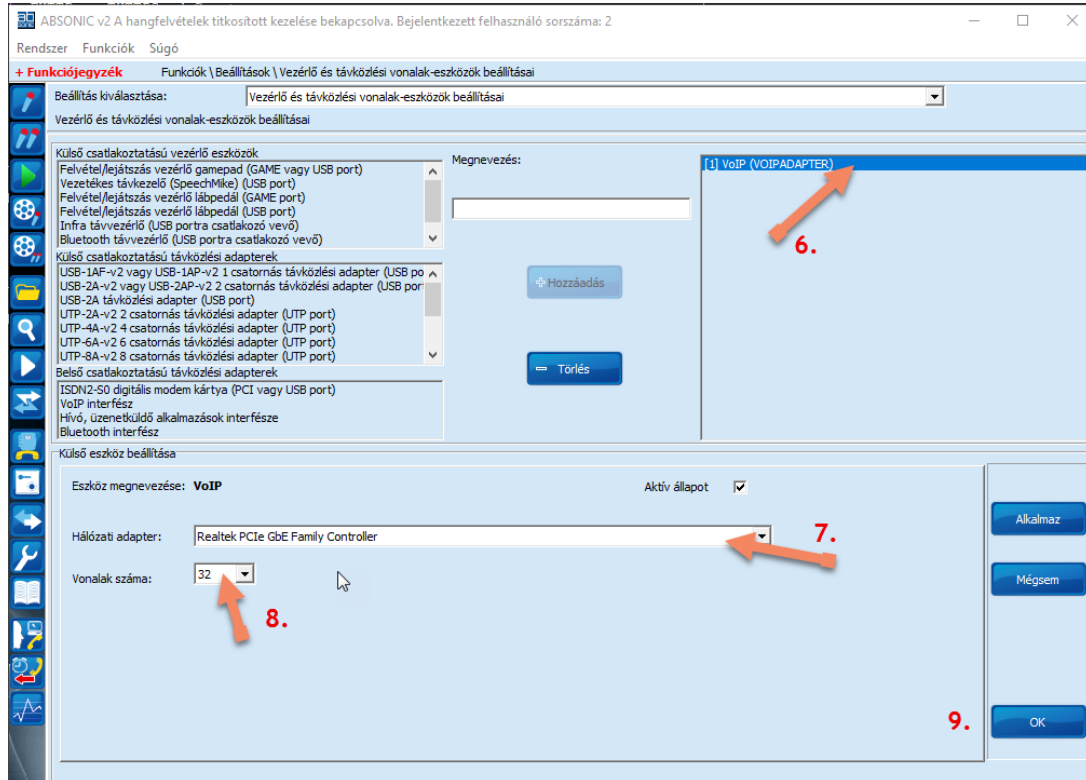 ABSONIC v2 A hangfelvételek titkosított kezelése bekapcsolva. Bejelentkezett felhasználó sorszáma: 2
Rendszer Funkciók Súgó
+ Funkciójegyzék Funkciók \ Beállítások \ Vezérlő és távközlési vonalak-eszközök beállításai
Beállítás kiválasztása: Vezérlő és távközlési vonalak-eszközök beállításai
Vezérlő és távközlési vonalak-eszközök beállításai
Külső csatlakoztatású vezérlő eszközök
Felvétel/lejátszás vezérlő gamepad (GAME vagy USB port)
Vezetékes távkezelő (SpeechMike) (USB port)
Felvétel/lejátszás vezérlő lábpedál (GAME port)
Felvétel/lejátszás vezérlő lábpedál (USB port)
Infra távvezérlő (USB portra csatlakozó vevő)
Bluetooth távvezérlő (USB portra csatlakozó vevő)
Külső csatlakoztatású távközlési adapterek
USB-1AF-v2 vagy USB-1AP-v2 1 csatornás távközlési adapter (USB po
USB-2A-v2 vagy USB-2AP-v2 2 csatornás távközlési adapter (USB por
USB-2A távközlési adapter (USB port)
UTP-2A-v2 2 csatornás távközlési adapter (UTP port)
UTP-4A-v2 4 csatornás távközlési adapter (UTP port)
UTP-6A-v2 6 csatornás távközlési adapter (UTP port)
UTP-8A-v2 8 csatornás távközlési adapter (UTP port)
Belső csatlakoztatású távközlési adapterek
ISDN2-S0 digitális modem kártya (PCI vagy USB port)
VoIP interfész
Hívó, üzenetküldő alkalmazások interfésze
Bluetooth interfész
Megnevezés:
Hozzáadás
Törlés
[1] VoIP (VOIPADAPTER)
6.
Külső eszköz beállítása
Eszköz megnevezése: VoIP Aktív állapot
Hálózati adapter: Realtek PCIe GbE Family Controller
7.
Vonalak száma: 32
8.
Alkalmaz
Mégsem
9.
OK